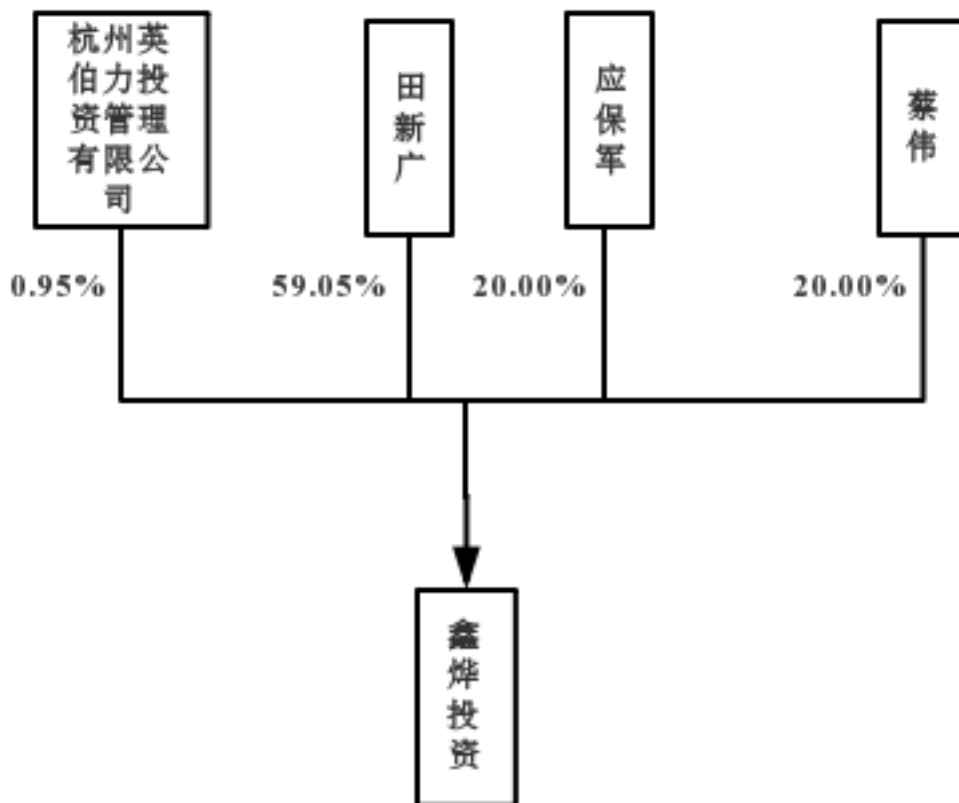 杭州英
伯力投
资管理
有限公
司
田
新
广
应
保
军
蔡
伟
0.95%
59.05%
20.00%
20.00%
鑫
烨
投
资